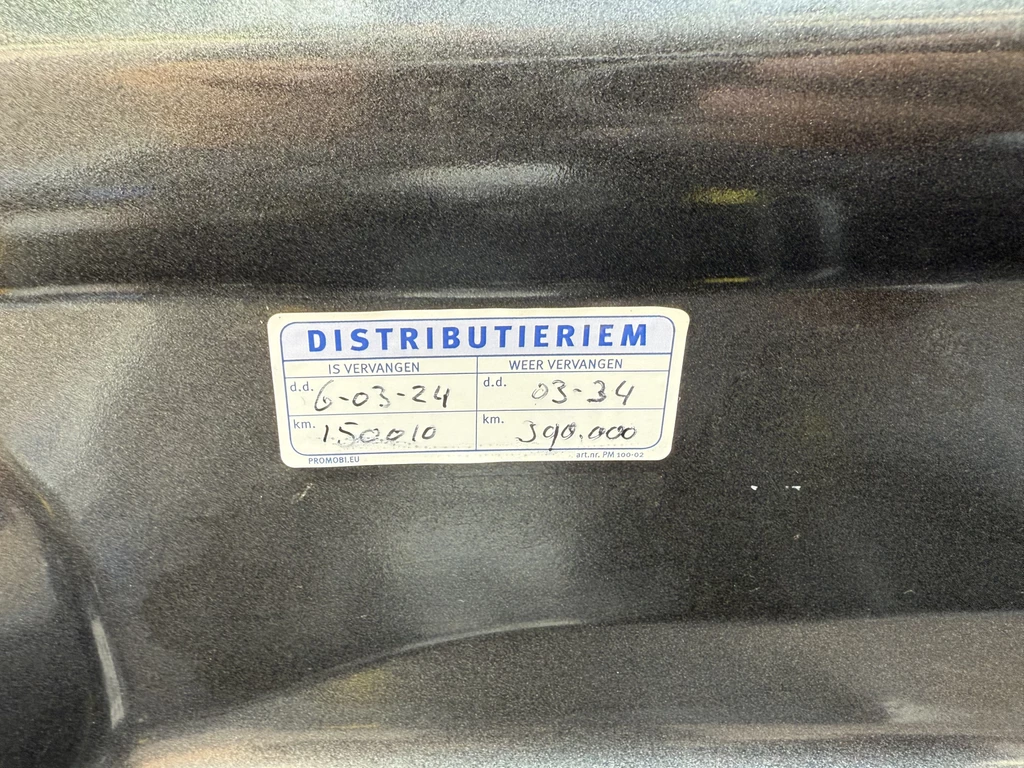 DISTRIBUTIERIEM
IS VERVANGEN WEER VERVANGEN
d.d. 6-03-24 d.d. 03-34
km. 150010 km. 390.000
PROMOBI.EU art.nr. PM 100-02